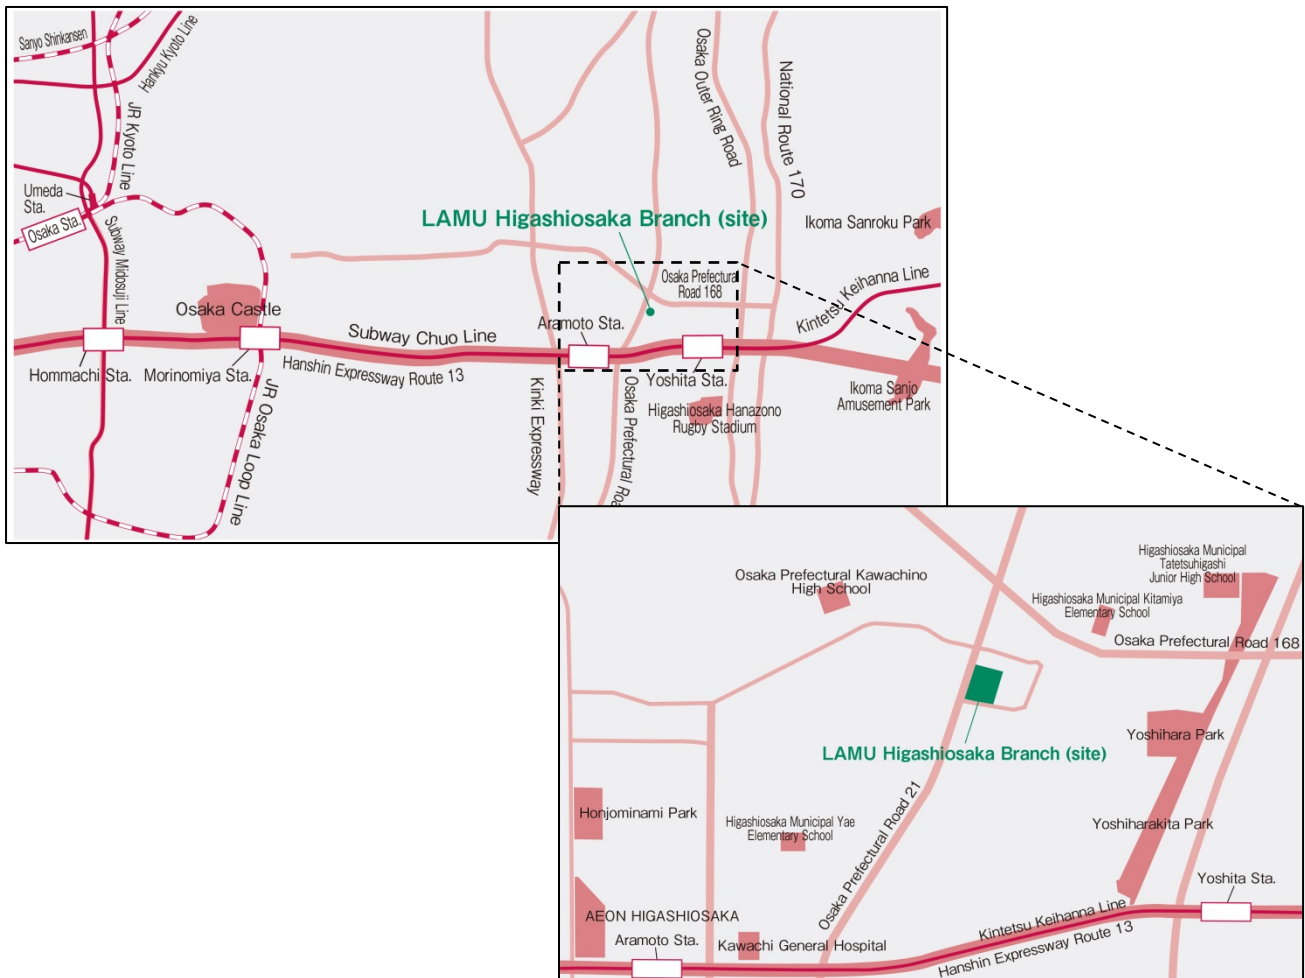 Sanyo Shinkansen
Hankyu Kyoto Line
JR Kyoto Line
Umeda
Sta.
Osaka Sta.
Subway Midosuji Line
Osaka Castle
Hommachi Sta.
Morinomiya Sta.
JR Osaka Loop Line
Subway Chuo Line
Hanshin Expressway Route 13
LAMU Higashiosaka Branch (site)
Osaka Outer Ring Road
National Route 170
Ikoma Sanroku Park
Osaka Prefectura
Road 168
Kintetsu Keihanna Line
Aramoto Sta.
Yoshita Sta.
Kinki Expressway
Osaka Prefectural Roa
Higashiosaka Hanazono
Rugby Stadium
Ikoma Sanjo
Amusement Park
Osaka Prefectural Kawachino
High School
Higashiosaka Municipal
Tatetsuhigashi
Junior High School
Higashiosaka Municipal Kitamiya
Elementary School
Osaka Prefectural Road 168
LAMU Higashiosaka Branch (site)
Yoshihara Park
Honjominami Park
Higashiosaka Municipal Yae
Elementary School
Osaka Prefectural Road 21
Yoshiharakita Park
Yoshita Sta.
AEON HIGASHIOSAKA
Aramoto Sta.
Kawachi General Hospital
Kintetsu Keihanna Line
Hanshin Expressway Route 13